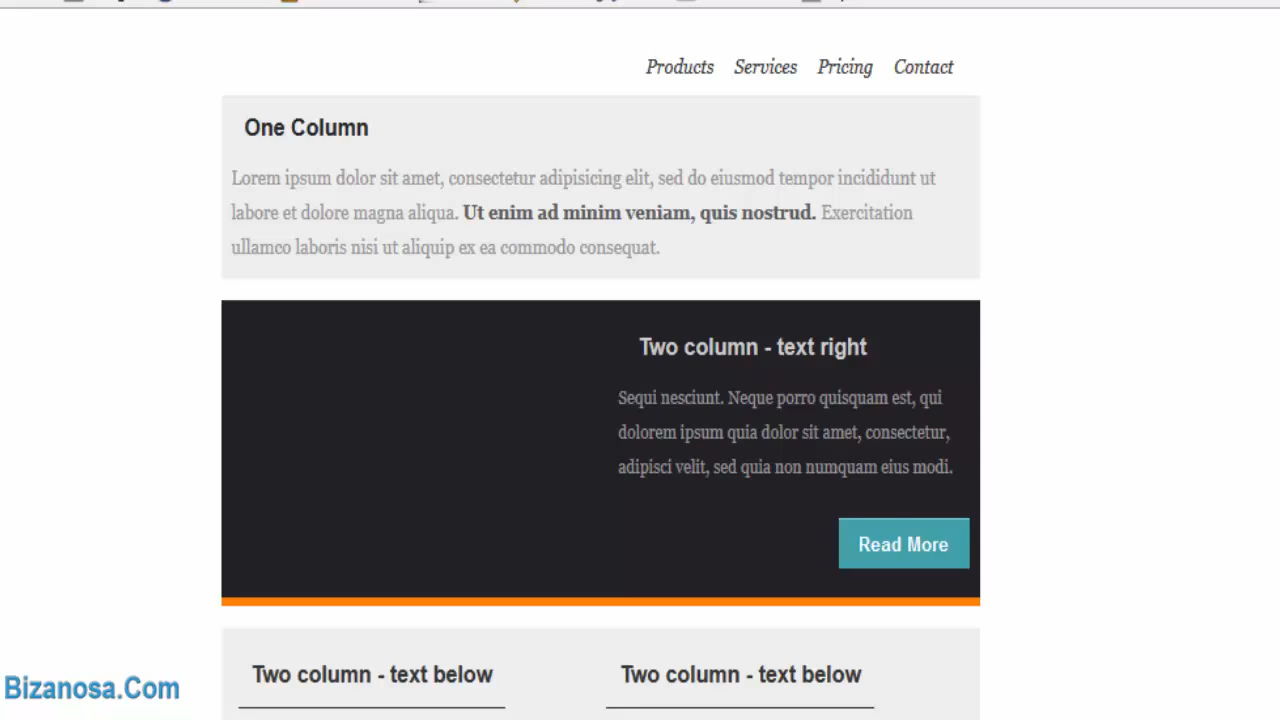 Products Services Pricing Contact
One Column
Lorem ipsum dolor sit amet, consectetur adipisicing elit, sed do eiusmod tempor incididunt ut
labore et dolore magna aliqua. Ut enim ad minim veniam, quis nostrud. Exercitation
ullamco laboris nisi ut aliquip ex ea commodo consequat.
Two column - text right
Sequi nesciunt. Neque porro quisquam est, qui
dolorem ipsum quia dolor sit amet, consectetur,
adipisci velit, sed quia non numquam eius modi.
Read More
Two column - text below
Two column - text below
Bizanosa.Com